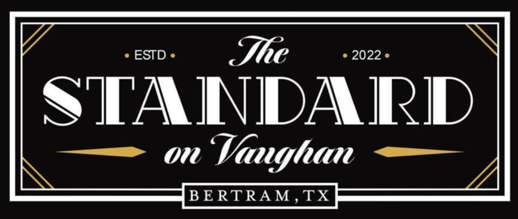 The
• ESTD • • 2022 •
STANDARD
on Vaughan
BERTRAM, TX